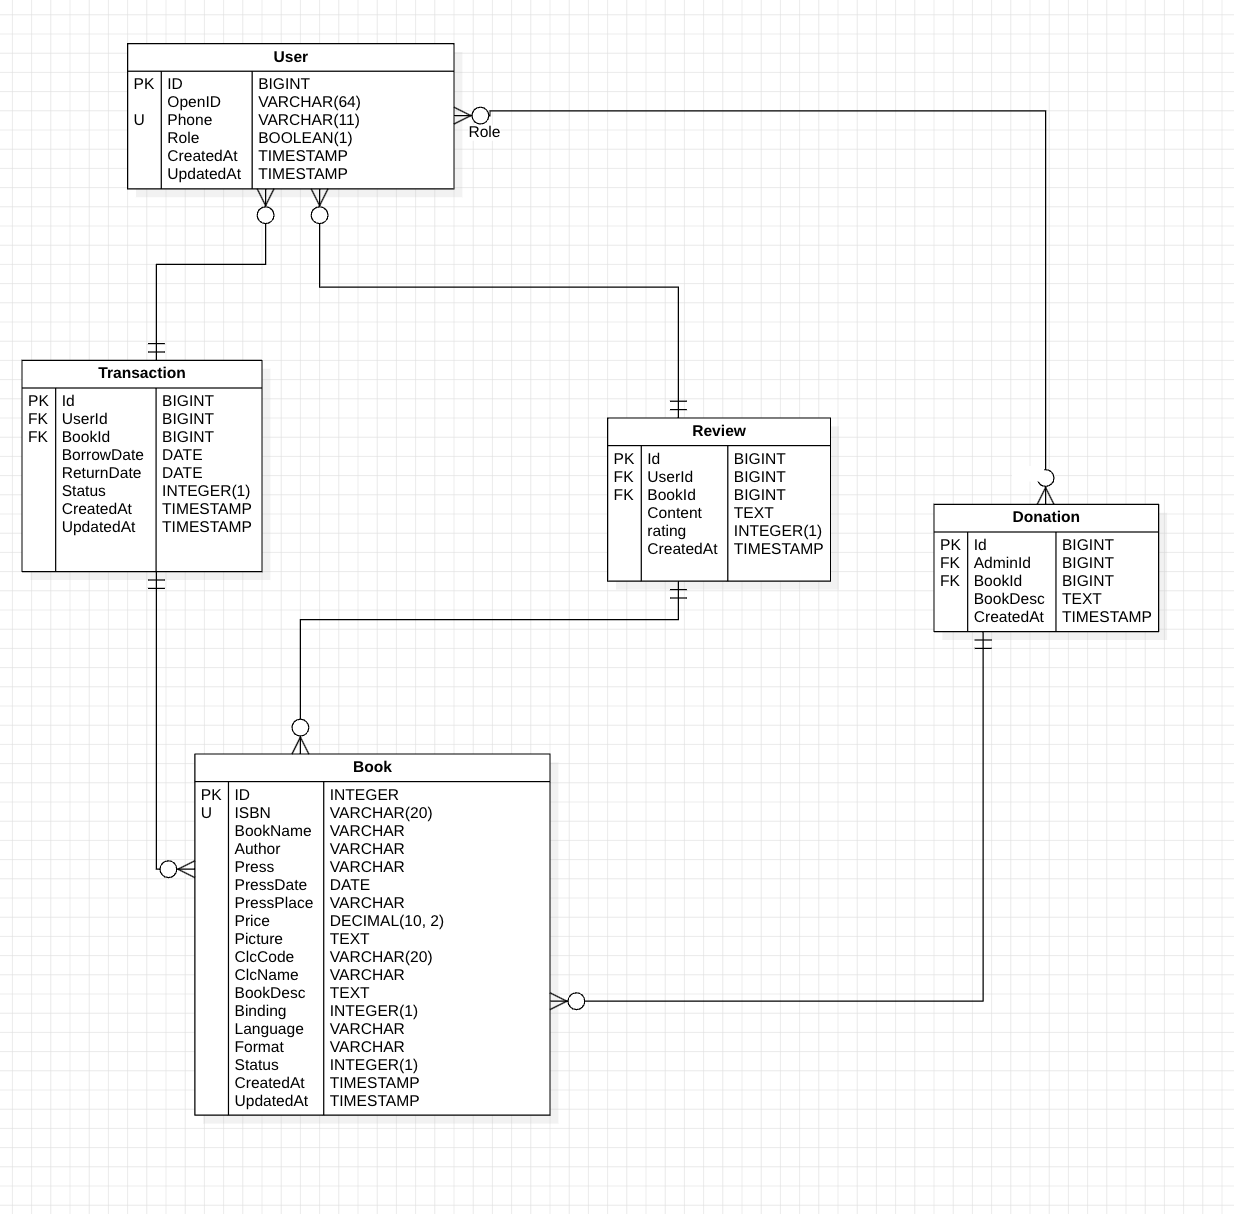 User
PK ID BIGINT
OpenID VARCHAR(64)
U Phone VARCHAR(11)
Role BOOLEAN(1)
CreatedAt TIMESTAMP
UpdatedAt TIMESTAMP
Role
Transaction
PK Id BIGINT
FK UserId BIGINT
FK BookId BIGINT
BorrowDate DATE
ReturnDate DATE
Status INTEGER(1)
CreatedAt TIMESTAMP
UpdatedAt TIMESTAMP
Review
PK Id BIGINT
FK UserId BIGINT
FK BookId BIGINT
Content TEXT
rating INTEGER(1)
CreatedAt TIMESTAMP
Donation
PK Id BIGINT
FK AdminId BIGINT
FK BookId BIGINT
BookDesc TEXT
CreatedAt TIMESTAMP
Book
PK ID INTEGER
U ISBN VARCHAR(20)
BookName VARCHAR
Author VARCHAR
Press VARCHAR
PressDate DATE
PressPlace VARCHAR
Price DECIMAL(10, 2)
Picture TEXT
ClcCode VARCHAR(20)
ClcName VARCHAR
BookDesc TEXT
Binding INTEGER(1)
Language VARCHAR
Format VARCHAR
Status INTEGER(1)
CreatedAt TIMESTAMP
UpdatedAt TIMESTAMP